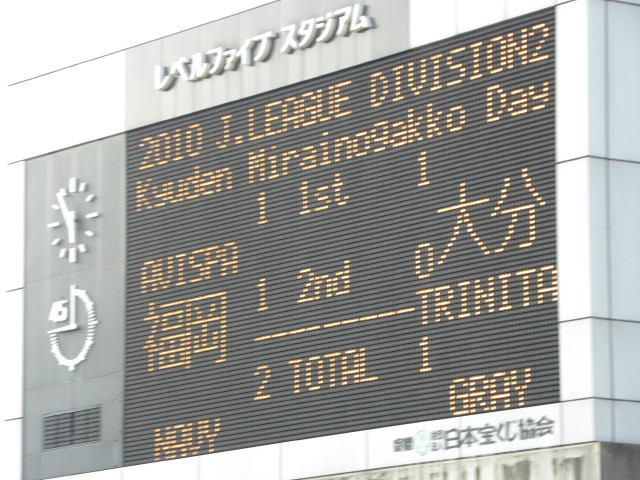 レベルファイブ スタジアム
2010 J.LEAGUE DIVISION2
Kyuden Mirainogakko Day
1 1st 1
大分
AVISPA
1 2nd 0
TRINITA
福岡
2 TOTAL 1
NAVY
GRAY
45
日本宝くじ協会